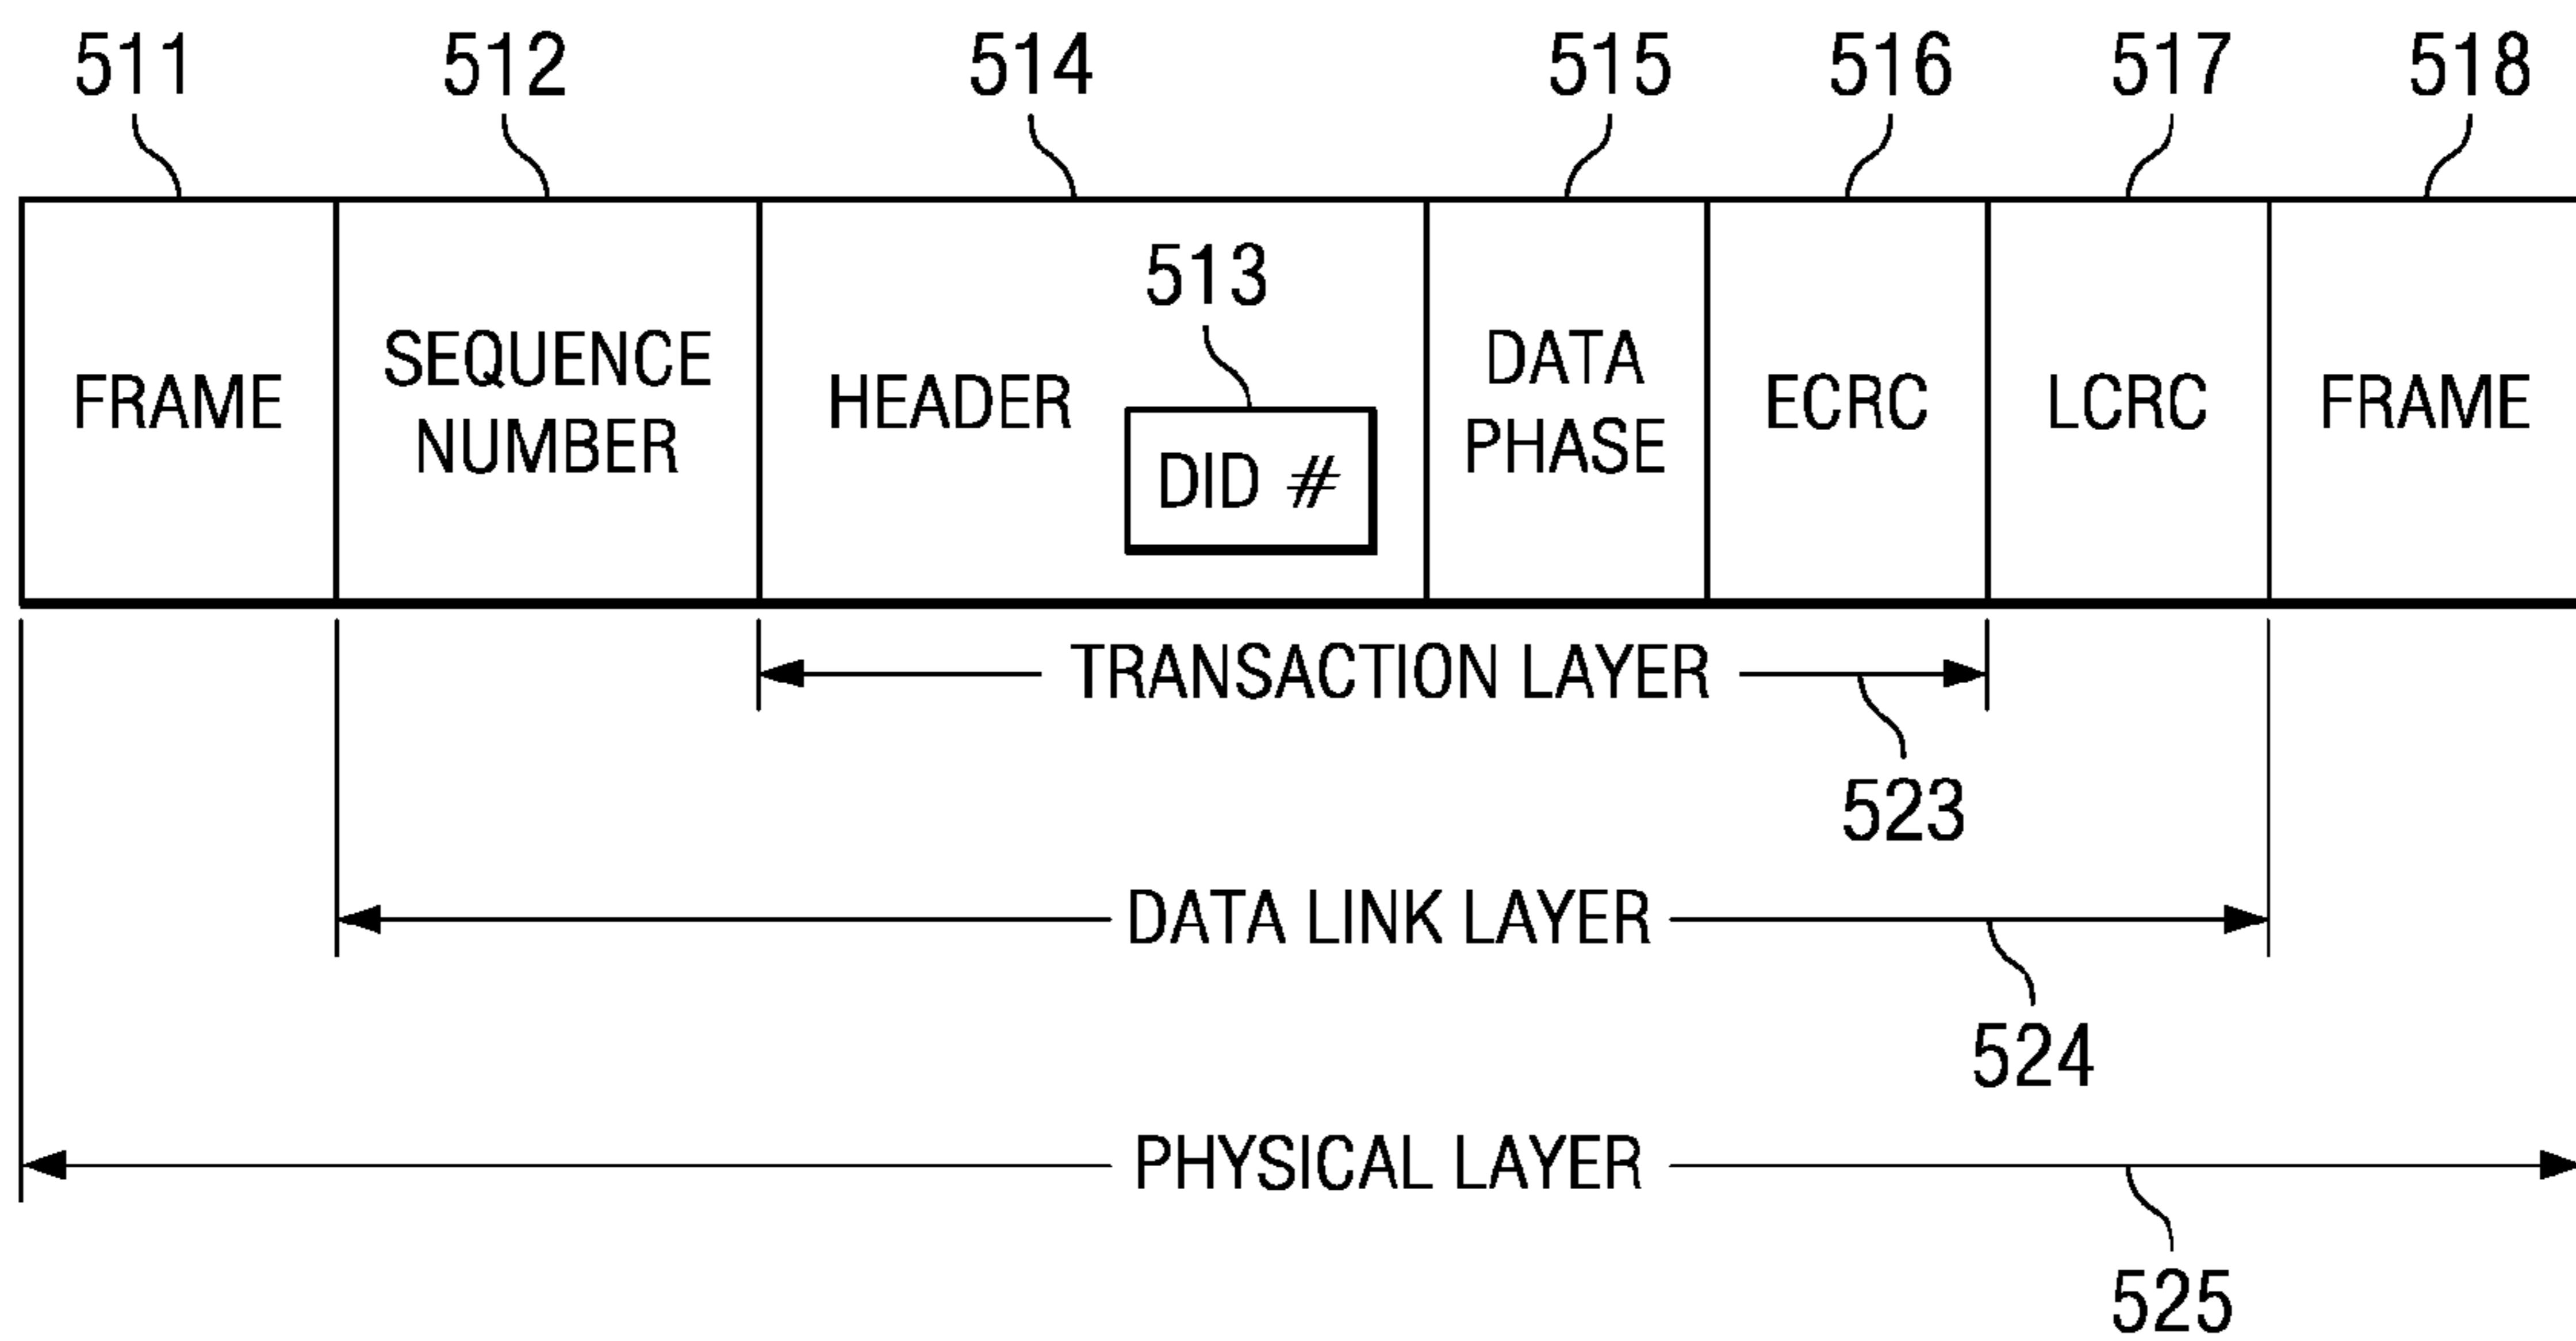 511
512
514
515
516
517
518
513
FRAME
SEQUENCE
NUMBER
HEADER
DID #
DATA
PHASE
ECRC
LCRC
FRAME
TRANSACTION LAYER
523
DATA LINK LAYER
524
PHYSICAL LAYER
525